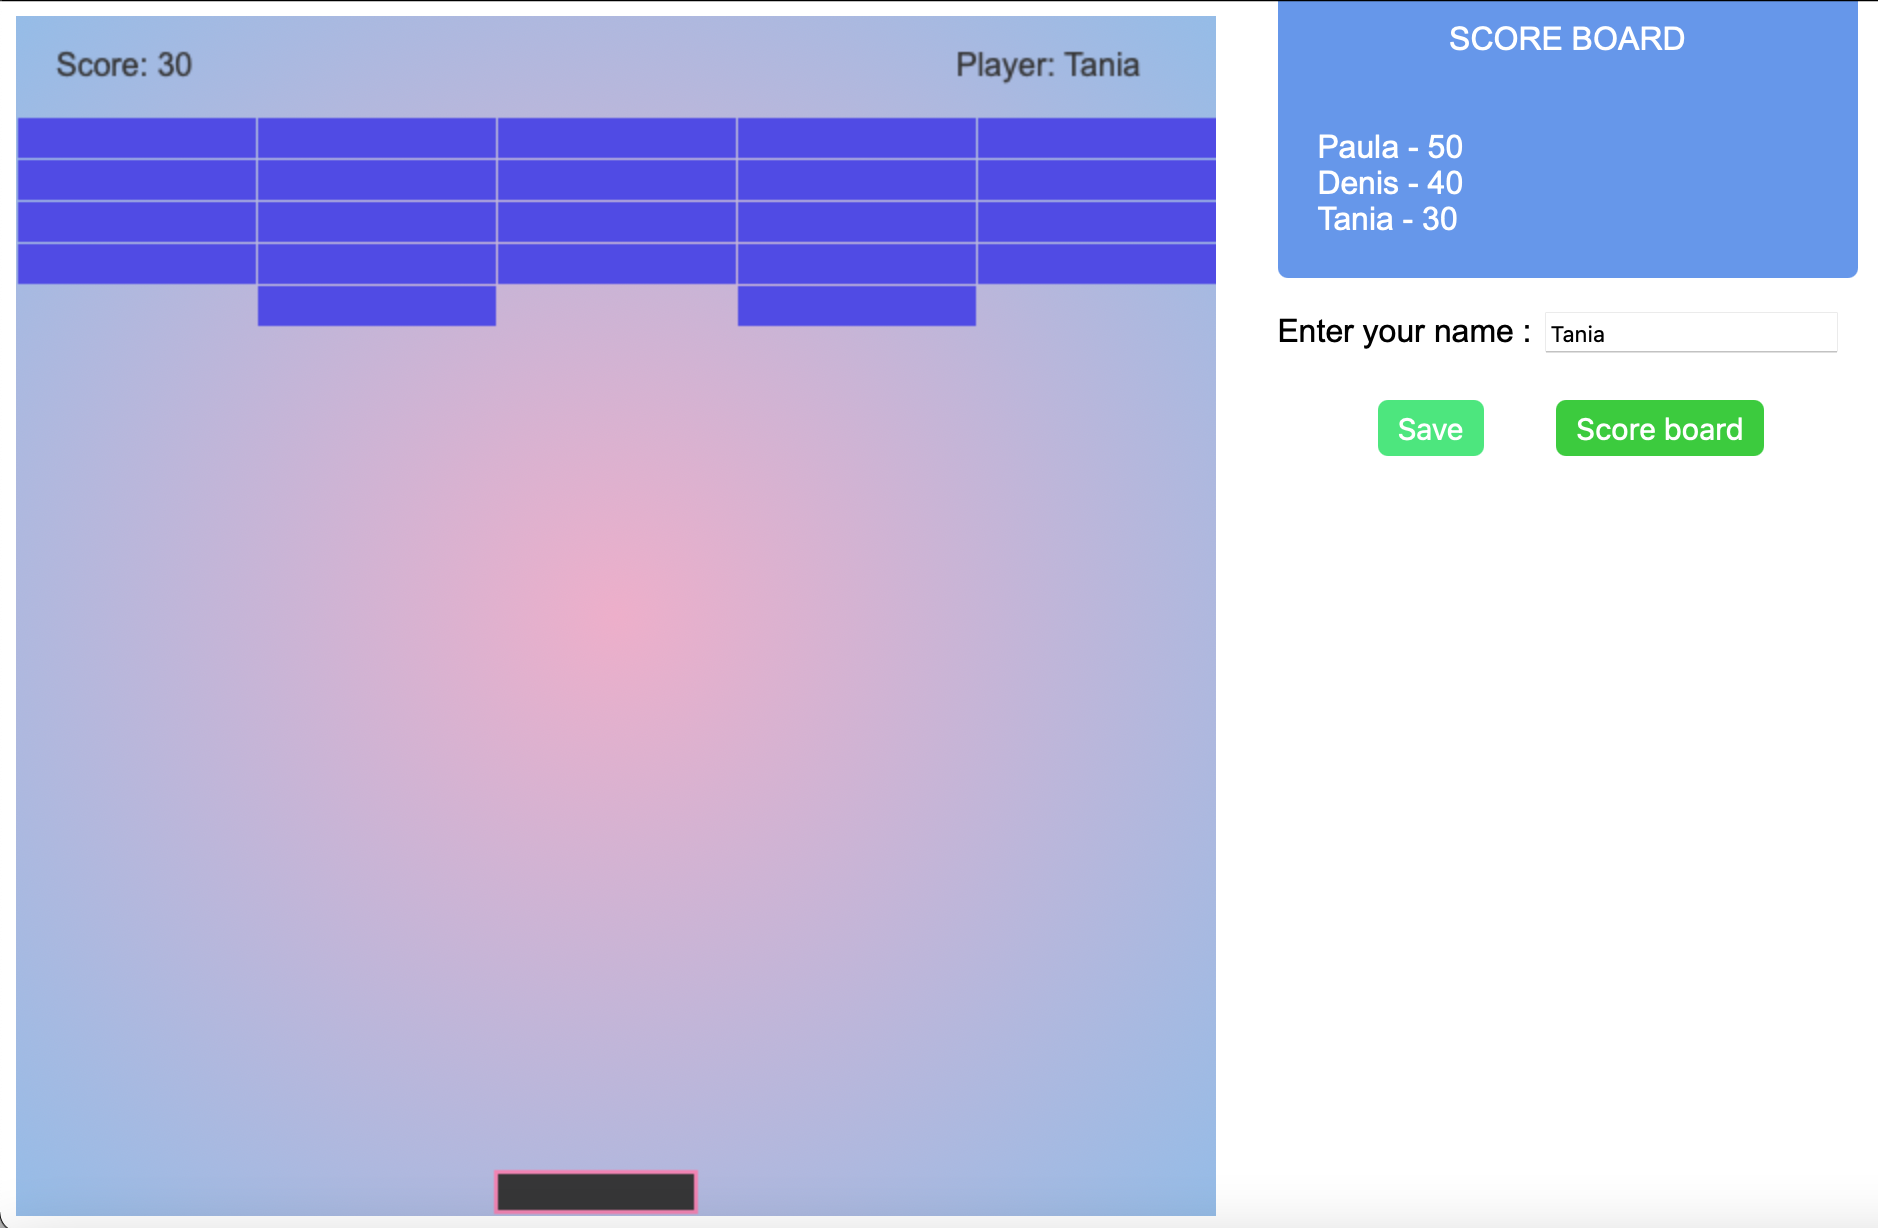 Score: 30
Player: Tania
SCORE BOARD
Paula - 50
Denis - 40
Tania - 30
Enter your name : Tania
Save
Score board